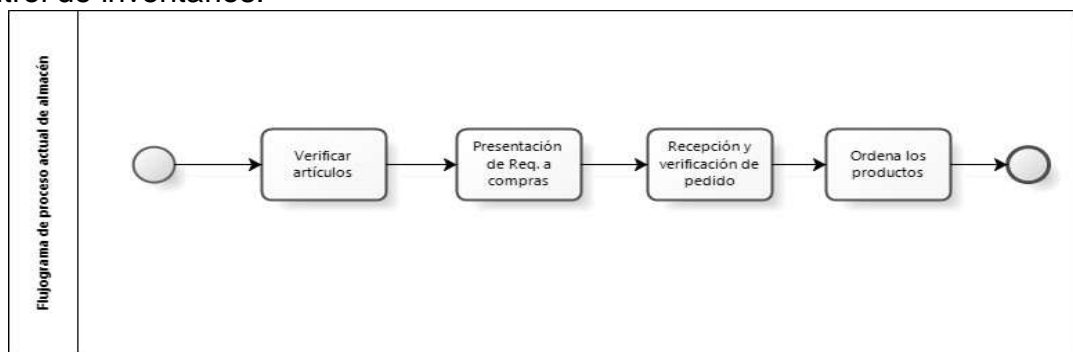 Flujograma de proceso actual de almacén
Verificar
artículos
Presentación
de Req. a
compras
Recepción y
verificación de
pedido
Ordena los
productos